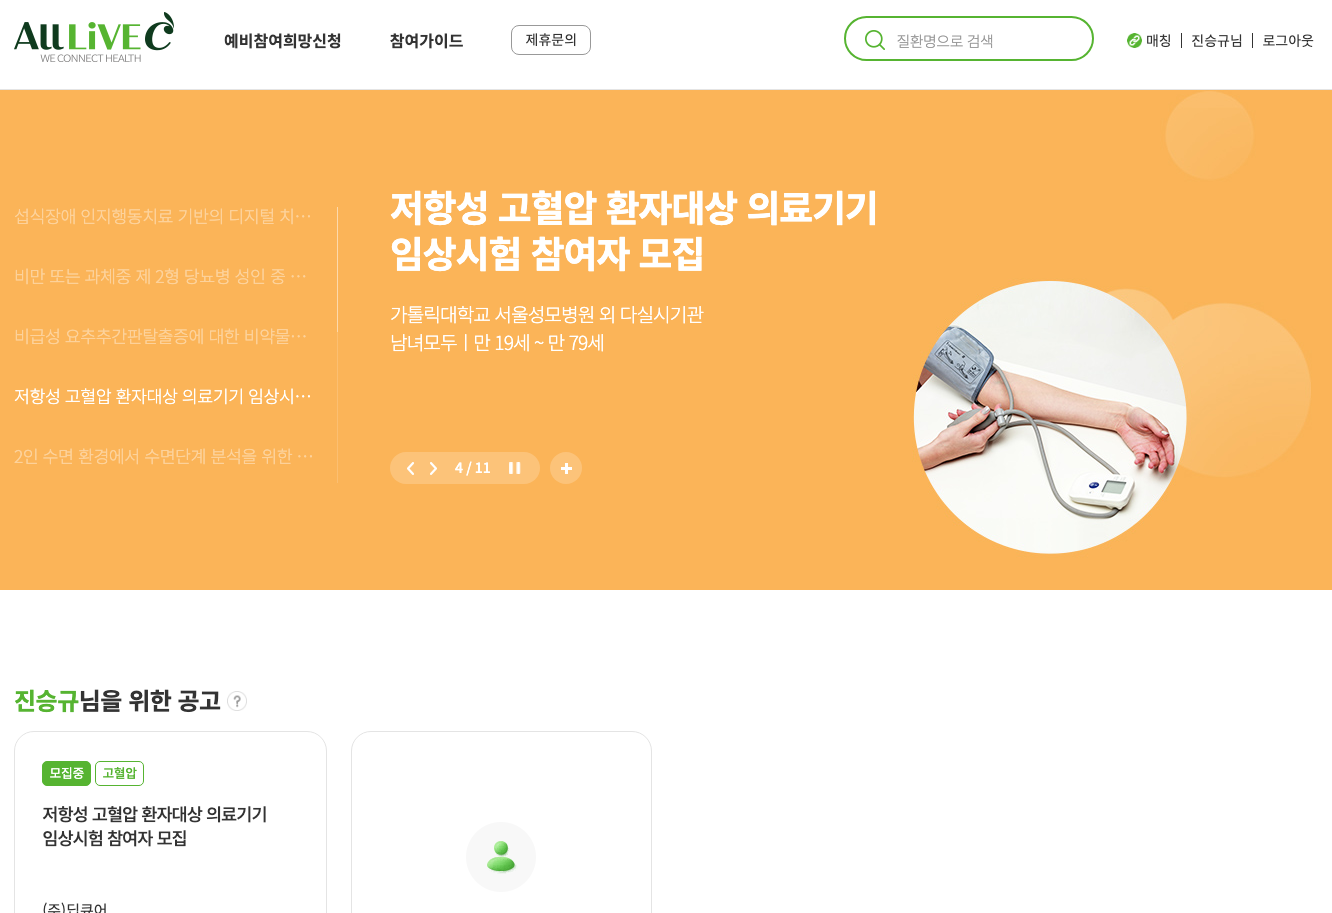 ALL LiVE C
WE CONNECT HEALTH
예비참여희망신청
참여가이드
제휴문의
질환명으로 검색
매칭
진승규님
로그아웃
섭식장애 인지행동치료 기반의 디지털 치…
비만 또는 과체중 제 2형 당뇨병 성인 중 …
비급성 요추추간판탈출증에 대한 비약물…
저항성 고혈압 환자대상 의료기기 임상시…
2인 수면 환경에서 수면단계 분석을 위한 …
저항성 고혈압 환자대상 의료기기
임상시험 참여자 모집
가톨릭대학교 서울성모병원 외 다실시기관
남녀모두 | 만 19세 ~ 만 79세
4 / 11
진승규님을 위한 공고 ?
모집중 고혈압
저항성 고혈압 환자대상 의료기기
임상시험 참여자 모집
(주)딥큐어